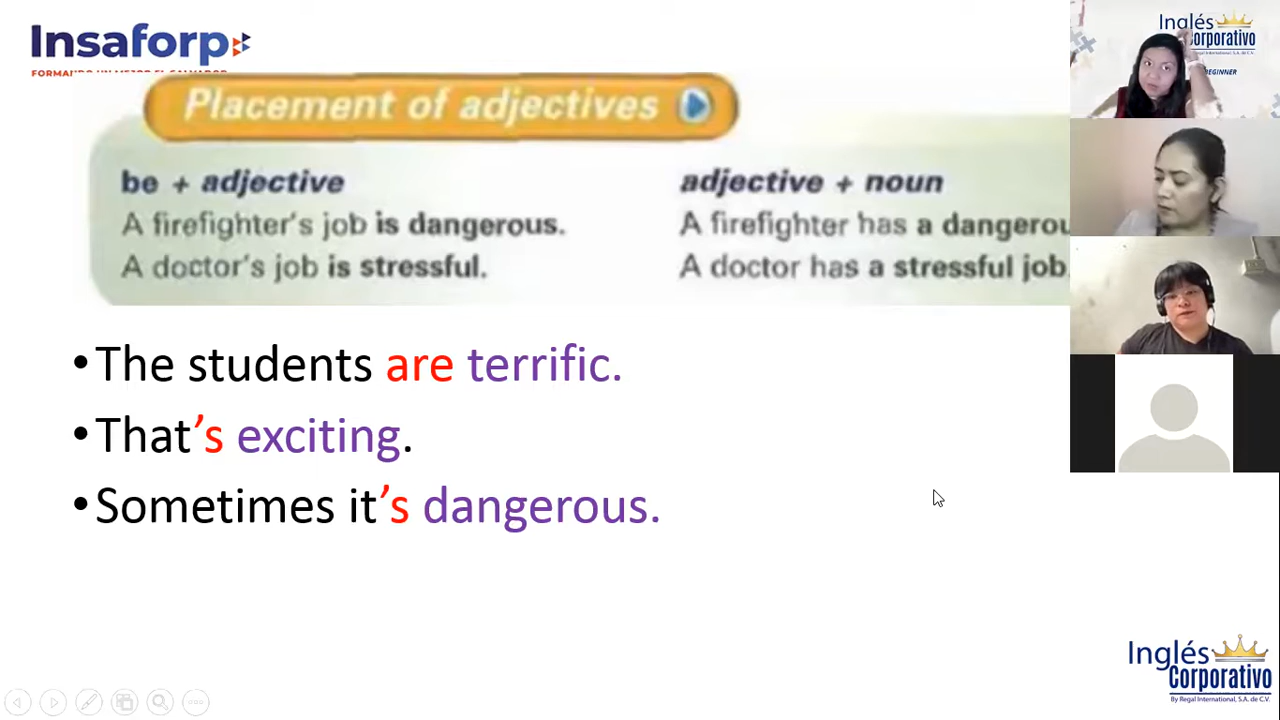 Insaforp
Placement of adjectives
be + adjective
A firefighter's job is dangerous.
A doctor's job is stressful.
adjective + noun
A firefighter has a
A doctor has a stressful job
•The students are terrific.
•That's exciting.
•Sometimes it's dangerous.
Inglés
Corporativo
BEGINNER
Inglés
Corporativo
By Regal International, S.A. de C.V.